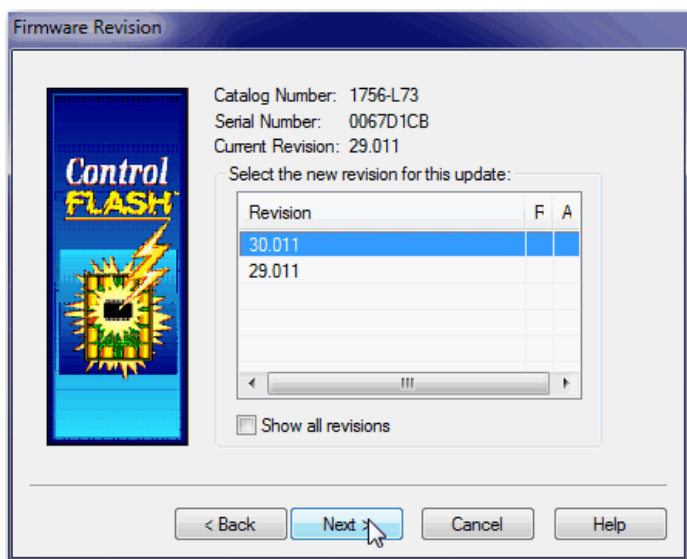 Firmware Revision
Catalog Number: 1756-L73
Serial Number: 0067D1CB
Current Revision: 29.011
Select the new revision for this update:
Control
FLASH
Revision F A
30.011
29.011
Show all revisions
< Back Next > Cancel Help